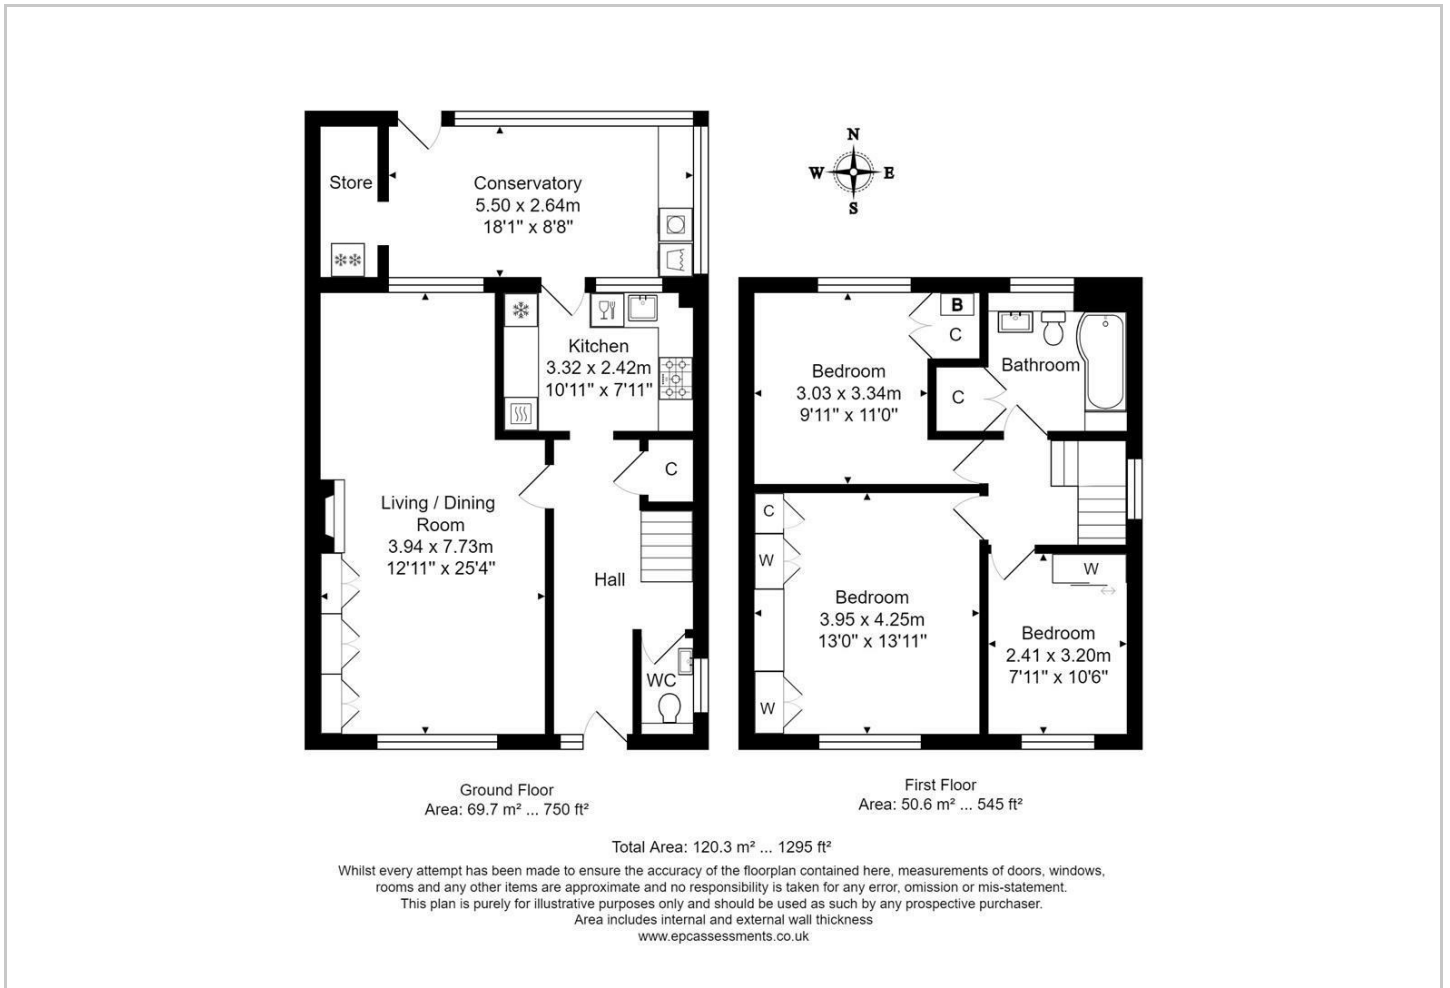 Store
Conservatory
5.50 x 2.64m
18'1" x 8'8"
Kitchen
3.32 x 2.42m
10'11" x 7'11"
C
Living / Dining
Room
3.94 x 7.73m
12'11" x 25'4"
Hall
WC
Ground Floor
Area: 69.7 m² ... 750 ft²
N
W
E
S
B
C
Bedroom
3.03 x 3.34m
9'11" x 11'0"
Bathroom
C
C
W
Bedroom
3.95 x 4.25m
13'0" x 13'11"
W
W
Bedroom
2.41 x 3.20m
7'11" x 10'6"
First Floor
Area: 50.6 m² ... 545 ft²
Total Area: 120.3 m² ... 1295 ft²
Whilst every attempt has been made to ensure the accuracy of the floorplan contained here, measurements of doors, windows,
rooms and any other items are approximate and no responsibility is taken for any error, omission or mis-statement.
This plan is purely for illustrative purposes only and should be used as such by any prospective purchaser.
Area includes internal and external wall thickness
www.epcassessments.co.uk